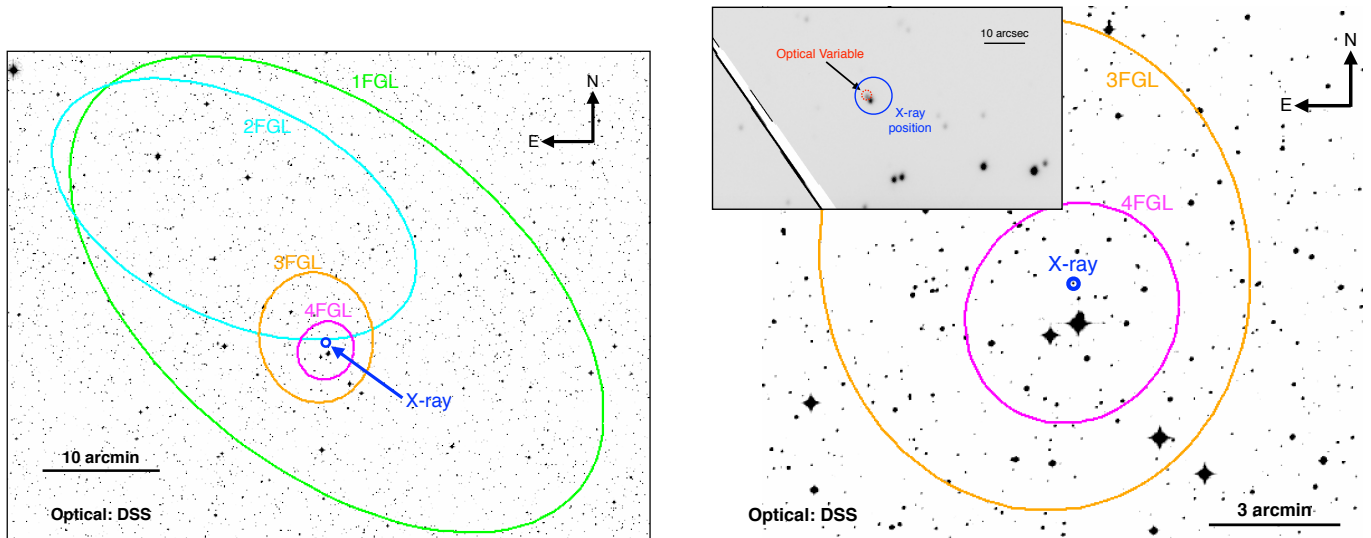 1FGL
2FGL
N
E
3FGL
4FGL
X-ray
10 arcmin
Optical: DSS
10 arcsec
Optical Variable
X-ray
position
3FGL
N
E
4FGL
X-ray
Optical: DSS
3 arcmin